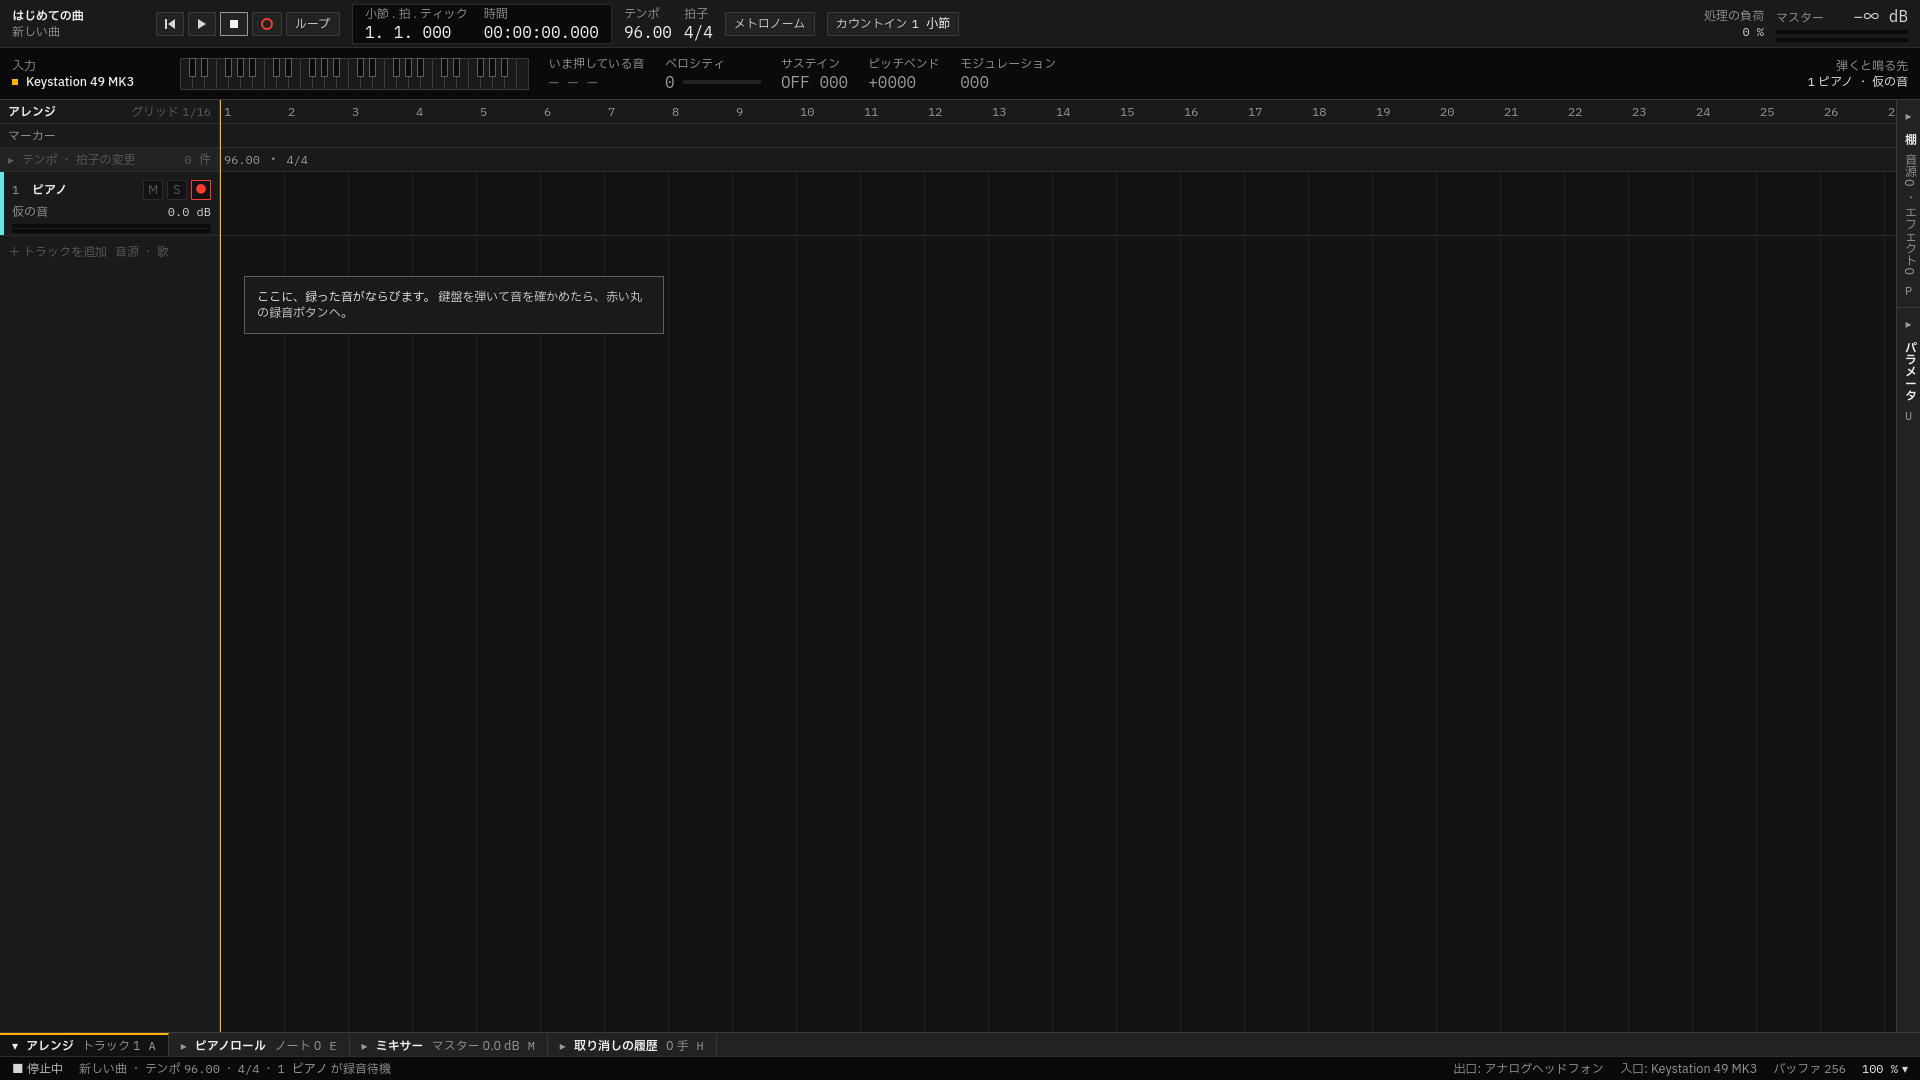 はじめての曲
新しい曲
ループ
小節 . 拍 . ティック 時間
1. 1. 000 00:00:00.000
テンポ 拍子
96.00 4/4
メトロノーム
カウントイン 1 小節
処理の負荷
0 %
マスター -∞ dB
入力
Keystation 49 MK3
いま押している音 ベロシティ サステイン ピッチベンド モジュレーション
— — — 0 OFF 000 +0000 000
弾くと鳴る先
1 ピアノ · 仮の音
アレンジ グリッド 1/16
1 2 3 4 5 6 7 8 9 10 11 12 13 14 15 16 17 18 19 20 21 22 23 24 25 26 2
マーカー
▸ テンポ · 拍子の変更 0 件
96.00 · 4/4
1 ピアノ M S
仮の音 0.0 dB
+ トラックを追加 音源 · 歌
ここに、録った音がならびます。 鍵盤を弾いて音を確かめたら、赤い丸
の録音ボタンへ。
▸ 棚 音源 0 · エフェクト 0 P
▸ パラメータ U
▾ アレンジ トラック 1 A
▸ ピアノロール ノート 0 E
▸ ミキサー マスター 0.0 dB M
▸ 取り消しの履歴 0 手 H
■ 停止中 新しい曲 · テンポ 96.00 · 4/4 · 1 ピアノ が録音待機
出口: アナログヘッドフォン 入口: Keystation 49 MK3 バッファ 256 100 % ▾